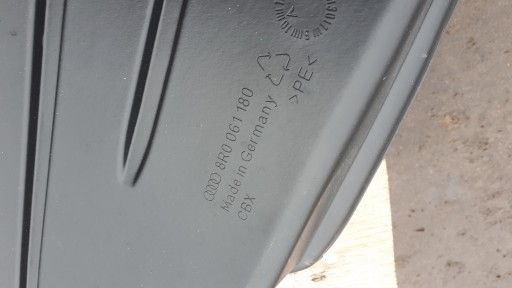 8R0 061 180
Made in Germany
CBX
>PE<